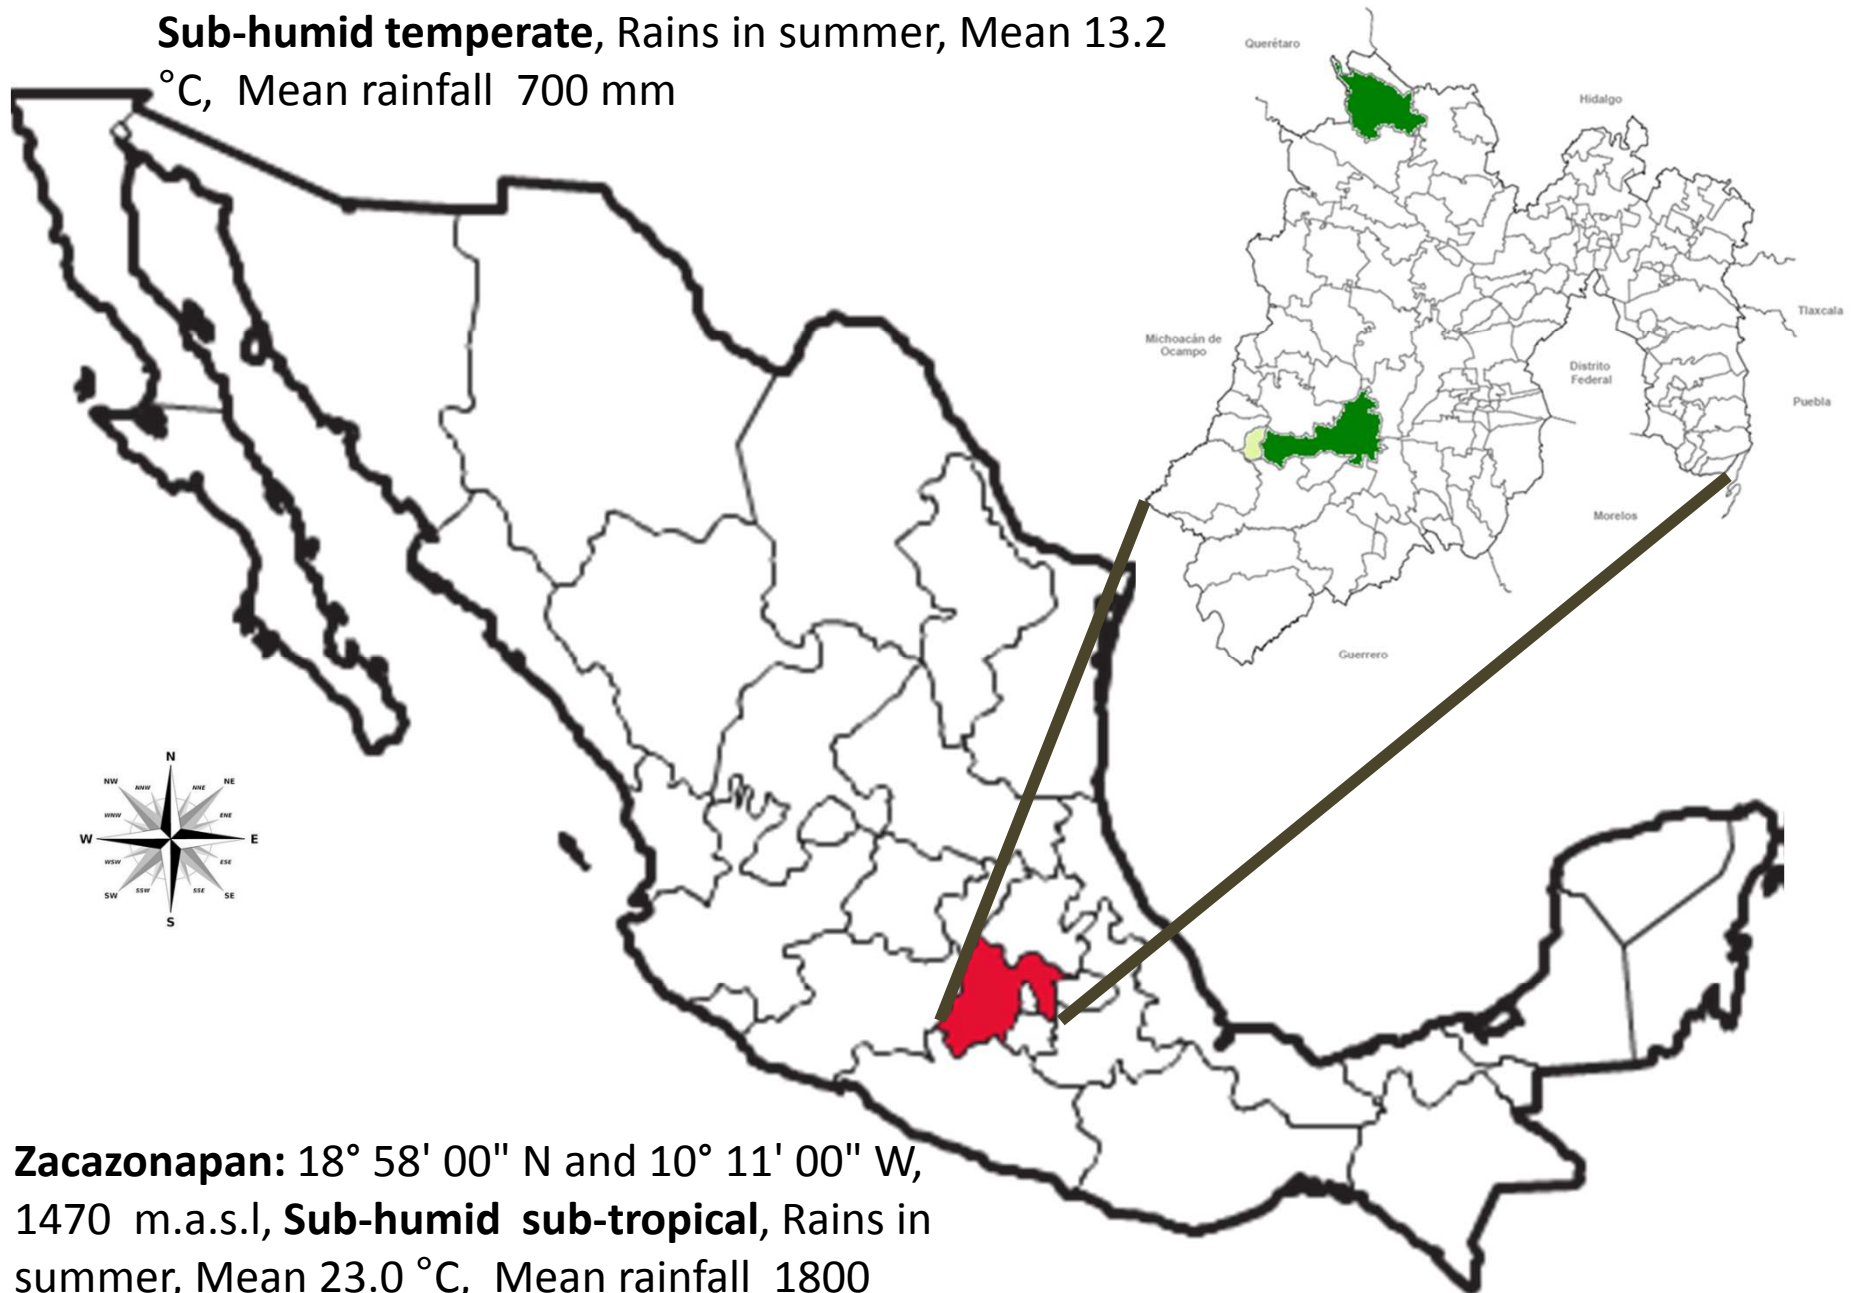 Sub-humid temperate, Rains in summer, Mean 13.2
°C, Mean rainfall 700 mm
Querétaro
Hidalgo
Tlaxcala
Michoacán de
Ocampo
Distrito
Federal
Puebla
Morelos
Guerrero
N
NW
NNW
NNE
NE
WNW
ENE
W
E
WSW
ESE
SW
SSW
SSE
SE
S
Zacazonapan: 18° 58' 00" N and 10° 11' 00" W,
1470 m.a.s.l, Sub-humid sub-tropical, Rains in
summer, Mean 23.0 °C, Mean rainfall 1800